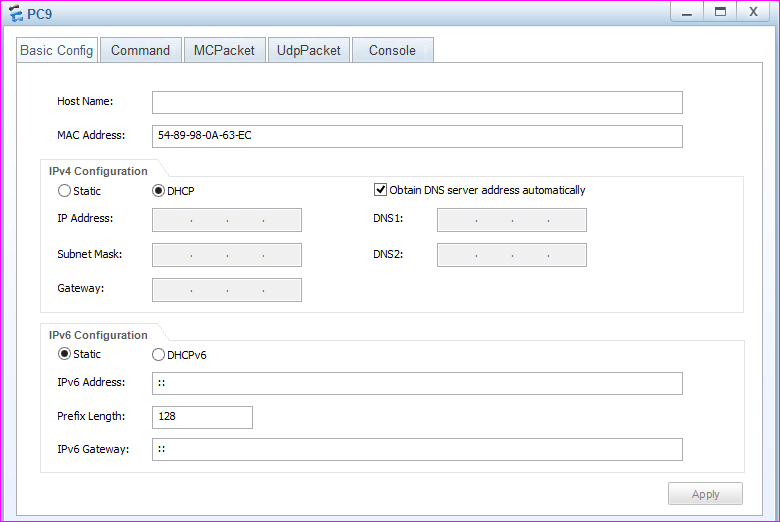 PC9
Basic Config Command MCPacket UdpPacket Console
Host Name:
MAC Address: 54-89-98-0A-63-EC
IPv4 Configuration
Static DHCP Obtain DNS server address automatically
IP Address: . . . DNS1: . . .
Subnet Mask: . . . DNS2: . . .
Gateway: . . .
IPv6 Configuration
Static DHCPv6
IPv6 Address: ::
Prefix Length: 128
IPv6 Gateway: ::
Apply